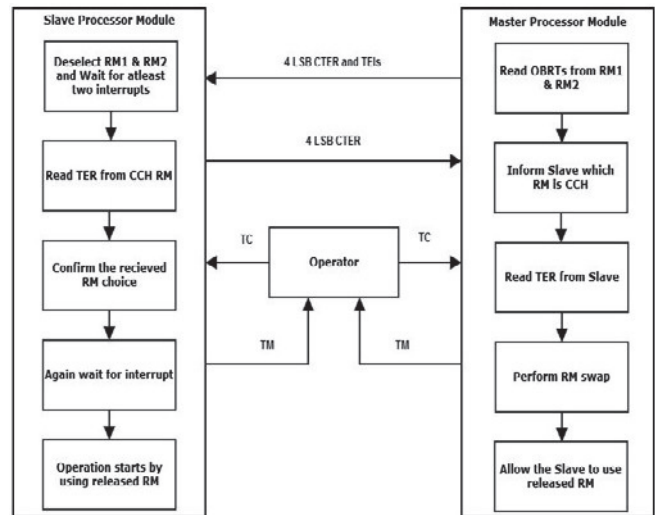 Slave Processor Module
Deselect RM1 & RM2
and Wait for atleast
two interrupts
Read TER from CCH RM
Confirm the recieved
RM choice
Again wait for interrupt
Operation starts by
using released RM
4 LSB CTER and TEIs
4 LSB CTER
TC
Operator
TC
TM
TM
Master Processor Module
Read OBRTs from RM1
& RM2
Inform Slave which
RM is CCH
Read TER from Slave
Perform RM swap
Allow the Slave to use
released RM